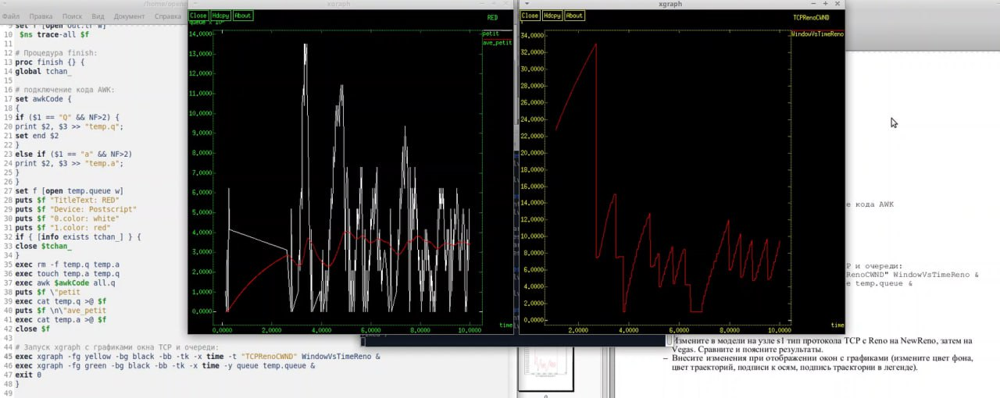 Файл Правка Поиск Вид Документ Справка
10 $ns trace-all $f
11
12 # Процедура finish:
13 proc finish {} {
14 global tchan_
15
16 # подключение кода AWK:
17 set awkCode {
18 {
19 if ($1 == "Q" && NF>2) {
20 print $2, $3 >> "temp.q";
21 set end $2
22 }
23 else if ($1 == "a" && NF>2)
24 print $2, $3 >> "temp.a";
25 }
26 }
27 set f [open temp.queue w]
28 puts $f "TitleText: RED"
29 puts $f "Device: Postscript"
30 puts $f "0.color: white"
31 puts $f "1.color: red"
32 if { [info exists tchan_] } {
33 close $tchan_
34 }
35 exec rm -f temp.q temp.a
36 exec touch temp.a temp.q
37 exec awk $awkCode all.q
38 puts $f \"petit
39 exec cat temp.q >@ $f
40 puts $f \n\"ave_petit
41 exec cat temp.a >@ $f
42 close $f
43
44 # Запуск xgraph с графиками окна TCP и очереди:
45 exec xgraph -fg yellow -bg black -bb -tk -x time -t "TCPRenoCWND" WindowVsTimeReno &
46 exec xgraph -fg green -bg black -bb -tk -x time -y queue temp.queue &
47 exit 0
48 }
49
xgraph
Close Hdcpy About
RED
petit
ave_petit
14,0000
13,0000
12,0000
11,0000
10,0000
9,0000
8,0000
7,0000
6,0000
5,0000
4,0000
3,0000
2,0000
1,0000
0,0000
time
0,0000 2,0000 4,0000 6,0000 8,0000 10,0000
xgraph
Close Hdcpy About
TCPRenoCWND
WindowVsTimeReno
34,0000
32,0000
30,0000
28,0000
26,0000
24,0000
22,0000
20,0000
18,0000
16,0000
14,0000
12,0000
10,0000
8,0000
6,0000
4,0000
2,0000
0,0000
time
2,0000 4,0000 6,0000 8,0000 10,0000
е кода AWK
Р и очереди:
RenoCWND" WindowVsTimeReno &
e temp.queue &
Измените в модели на узле s1 тип протокола TCP с Reno на NewReno, затем на
Vegas. Сравните и поясните результаты.
– Внесите изменения при отображении окон с графиками (измените цвет фона,
цвет траекторий, подписи к осям, подпись траектории в легенде).